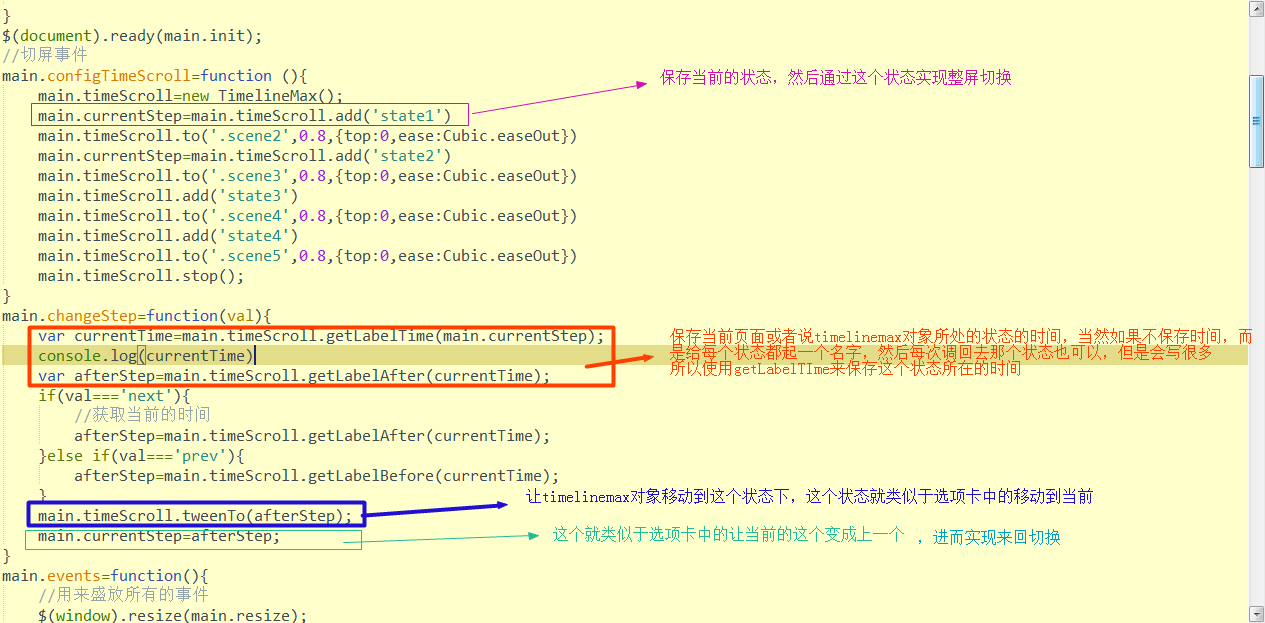 }
$(document).ready(main.init);
//切屏事件
main.configTimeScroll=function (){
保存当前的状态，然后通过这个状态实现整屏切换
main.timeScroll=new TimelineMax();
main.currentStep=main.timeScroll.add('state1')
main.timeScroll.to('.scene2',0.8,{top:0,ease:Cubic.easeOut})
main.currentStep=main.timeScroll.add('state2')
main.timeScroll.to('.scene3',0.8,{top:0,ease:Cubic.easeOut})
main.timeScroll.add('state3')
main.timeScroll.to('.scene4',0.8,{top:0,ease:Cubic.easeOut})
main.timeScroll.add('state4')
main.timeScroll.to('.scene5',0.8,{top:0,ease:Cubic.easeOut})
main.timeScroll.stop();
}
main.changeStep=function(val){
var currentTime=main.timeScroll.getLabelTime(main.currentStep);
console.log(currentTime)
var afterStep=main.timeScroll.getLabelAfter(currentTime);
保存当前页面或者说timelinemax对象所处的状态的时间，当然如果不保存时间，而
是给每个状态都起一个名字，然后每次调回去那个状态也可以，但是会写很多
所以使用getLabelTIme来保存这个状态所在的时间
if(val==='next'){
//获取当前的时间
afterStep=main.timeScroll.getLabelAfter(currentTime);
}else if(val==='prev'){
afterStep=main.timeScroll.getLabelBefore(currentTime);
}
让timelinemax对象移动到这个状态下，这个状态就类似于选项卡中的移动到当前
main.timeScroll.tweenTo(afterStep);
main.currentStep=afterStep;
这个就类似于选项卡中的让当前的这个变成上一个 ，进而实现来回切换
}
main.events=function(){
//用来盛放所有的事件
$(window).resize(main.resize);